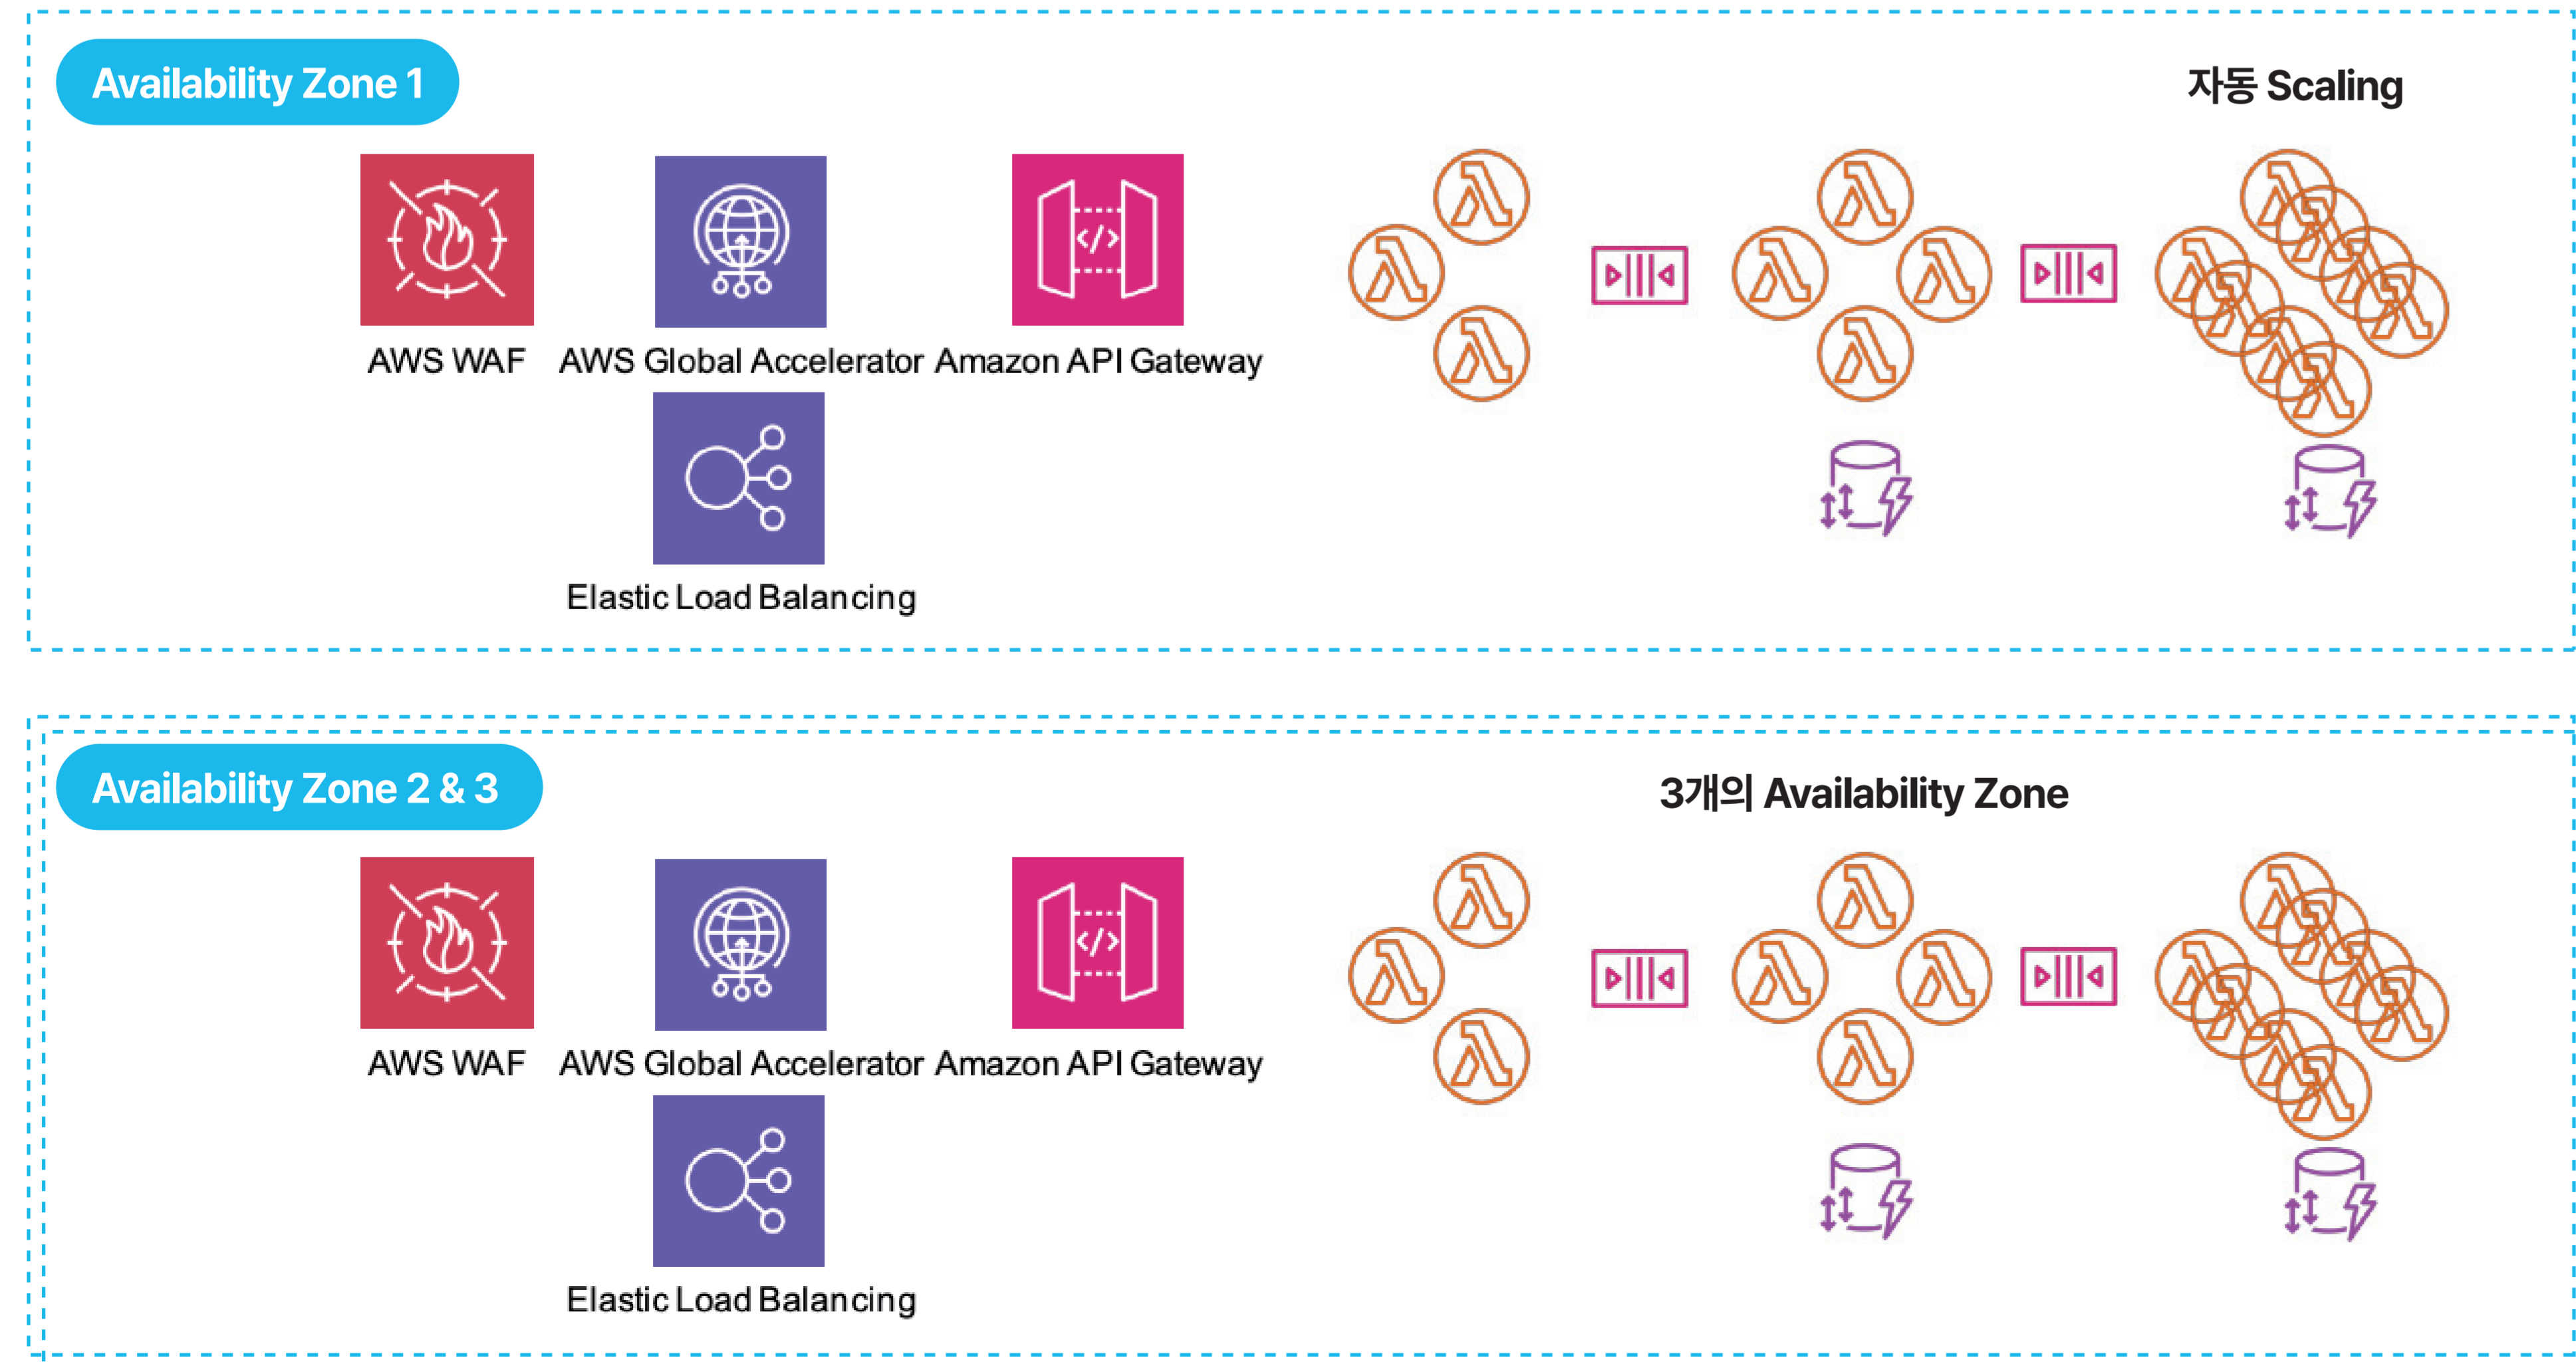 Availability Zone 1
자동 Scaling
AWS WAF
AWS Global Accelerator
Amazon API Gateway
Elastic Load Balancing
Availability Zone 2 & 3
3개의 Availability Zone
AWS WAF
AWS Global Accelerator
Amazon API Gateway
Elastic Load Balancing